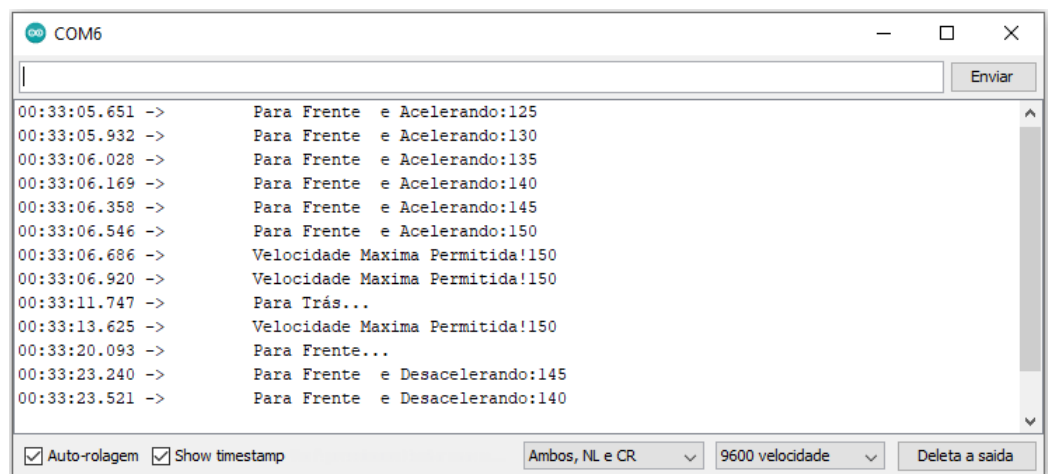 COM6
Enviar
00:33:05.651 -> Para Frente e Acelerando:125
00:33:05.932 -> Para Frente e Acelerando:130
00:33:06.028 -> Para Frente e Acelerando:135
00:33:06.169 -> Para Frente e Acelerando:140
00:33:06.358 -> Para Frente e Acelerando:145
00:33:06.546 -> Para Frente e Acelerando:150
00:33:06.686 -> Velocidade Maxima Permitida!150
00:33:06.920 -> Velocidade Maxima Permitida!150
00:33:11.747 -> Para Trás...
00:33:13.625 -> Velocidade Maxima Permitida!150
00:33:20.093 -> Para Frente...
00:33:23.240 -> Para Frente e Desacelerando:145
00:33:23.521 -> Para Frente e Desacelerando:140
Auto-rolagem Show timestamp Ambos, NL e CR 9600 velocidade Deleta a saida